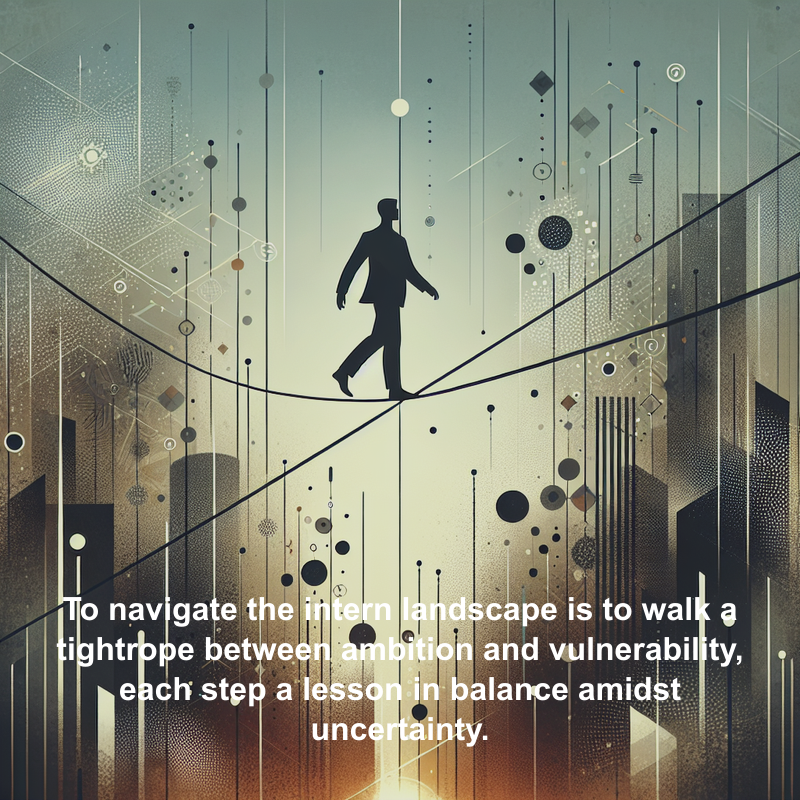 To navigate the intern landscape is to walk a
tightrope between ambition and vulnerability,
each step a lesson in balance amidst
uncertainty.